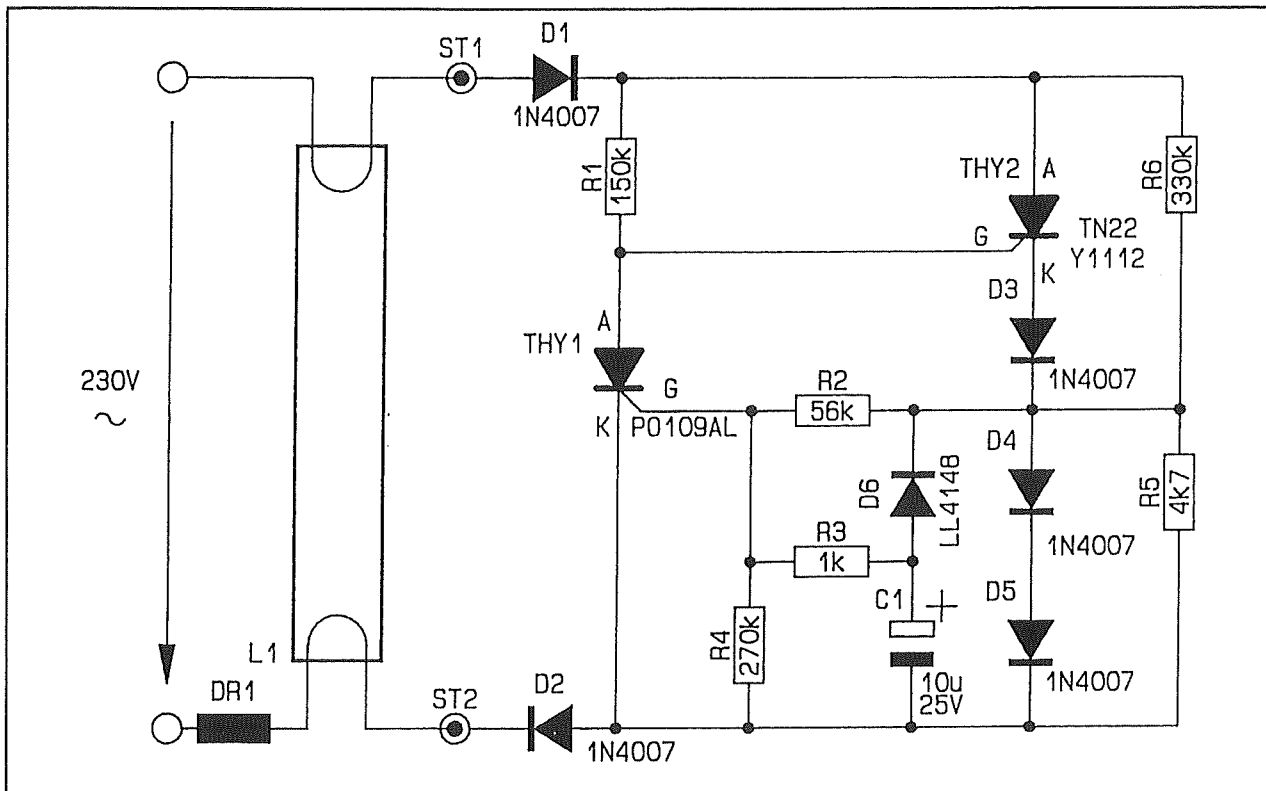 D1
ST1
1N4007
R1
150k
THY2
A
R6
330k
G
TN22
Y1112
K
D3
A
THY1
1N4007
G
R2
56k
K
P0109AL
D4
R5
4k7
D6
LL4148
1N4007
R3
1k
C1
+
D5
R4
270k
10u
25V
1N4007
230V
~
L1
DR1
ST2
D2
1N4007